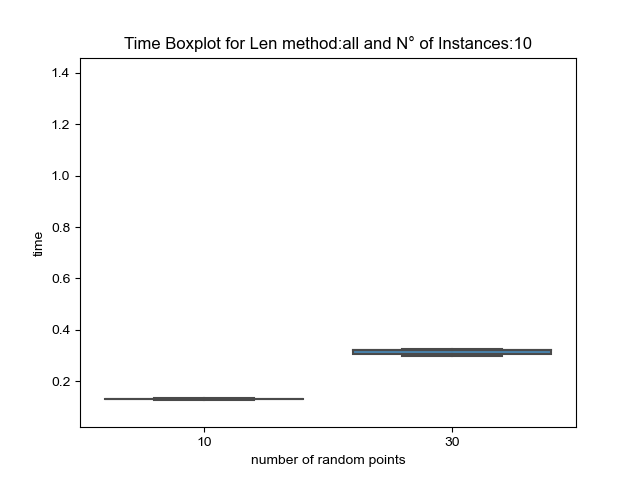 Time Boxplot for Len method:all and N° of Instances:10
1.4
1.2
1.0
0.8
0.6
0.4
0.2
time
10 30
number of random points